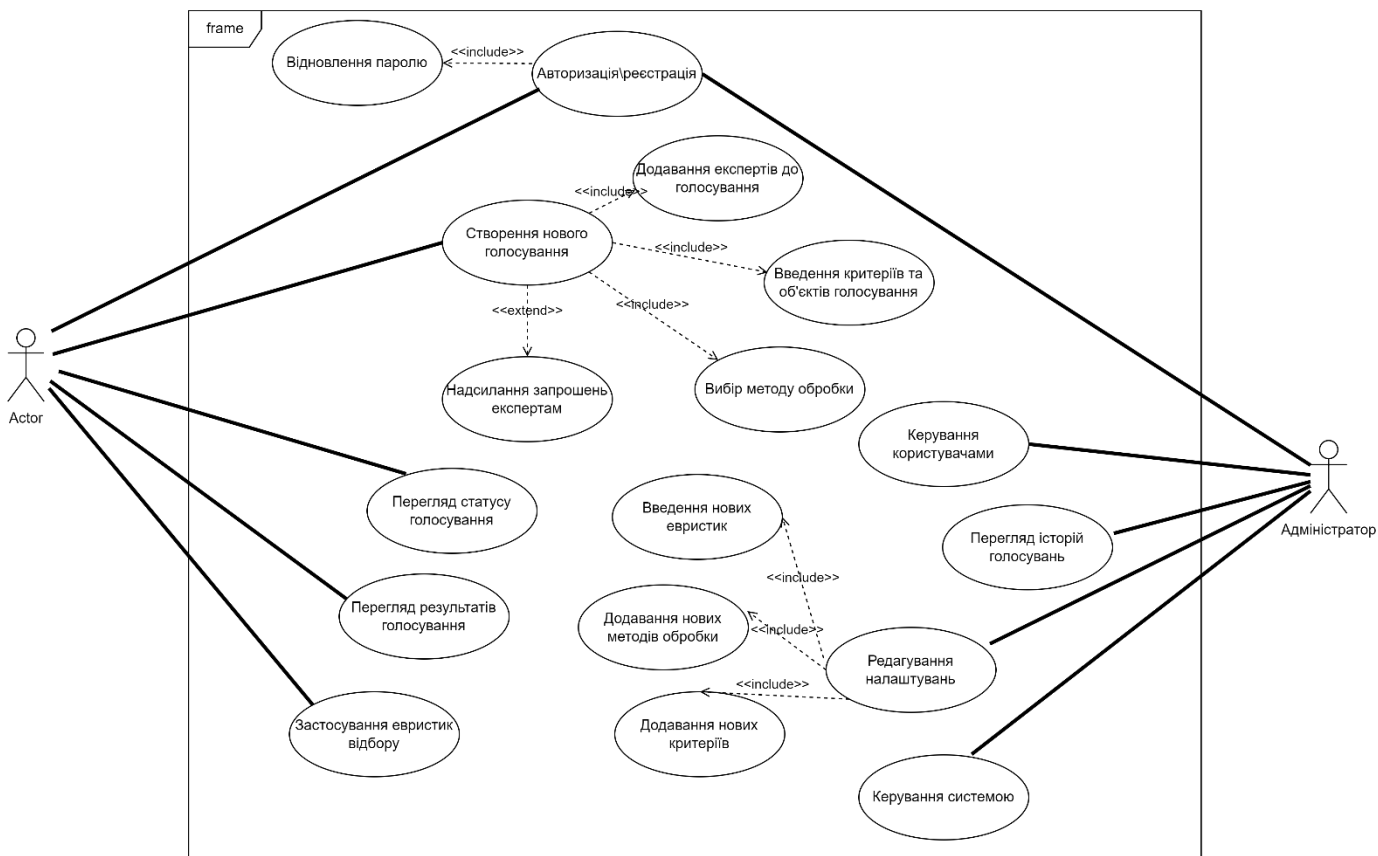 frame
Відновлення паролю
<<include>>
Авторизація\реєстрація
Додавання експертів до
голосування
<<include>>
Створення нового
голосування
<<include>>
Введення критеріїв та
об'єктів голосування
<<extend>>
<<include>>
Надсилання запрошень
експертам
Вибір методу обробки
Actor
Керування
користувачами
Адміністратор
Перегляд статусу
голосування
Введення нових
евристик
Перегляд історій
голосувань
<<include>>
Перегляд результатів
голосування
Додавання нових
методів обробки
<<include>>
Редагування
налаштувань
<<include>>
Застосування евристик
відбору
Додавання нових
критеріїв
Керування системою